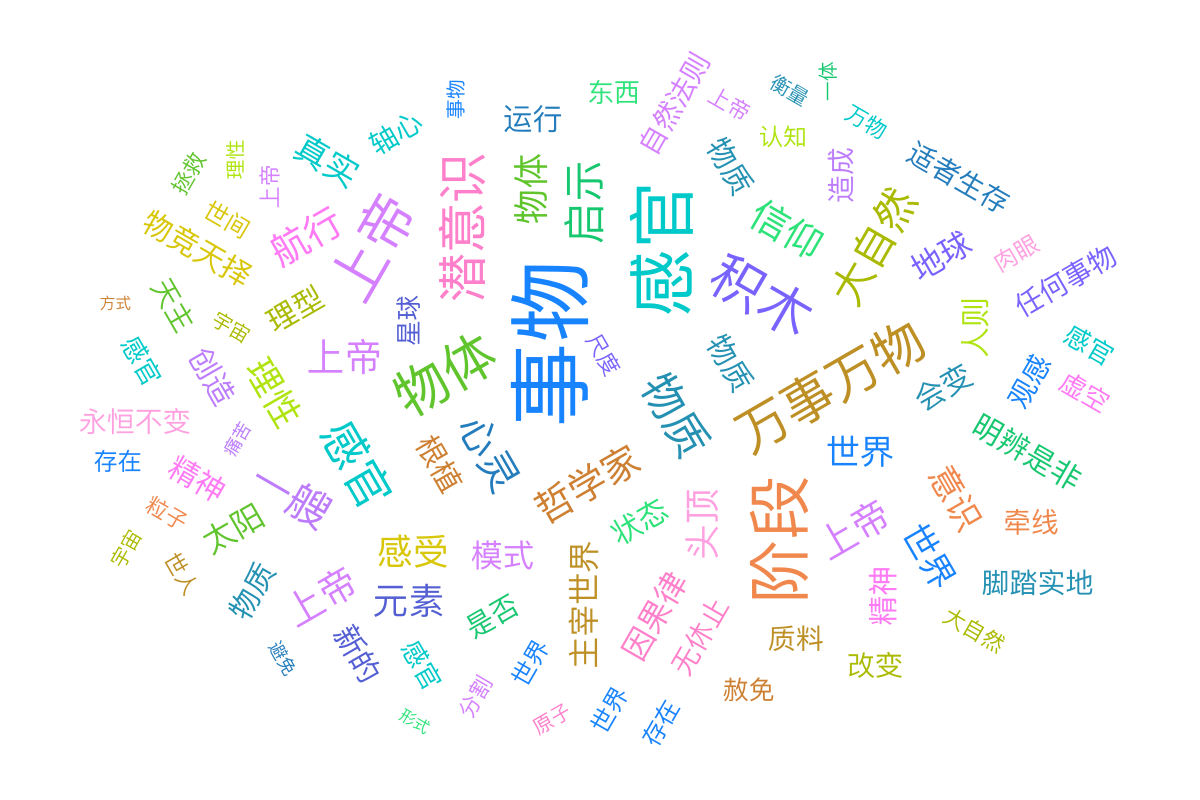 自然法则
一体
衡量
上帝
东西
事物
运行
万物
认知
轴心
真实
理性
上帝
拯救
物质
造成
适者生存
潜意识
物体
启示
感官
大自然
信仰
世间
物竞天择
航行
上帝
地球
肉眼
任何事物
积木
事物
天主
方式
宇宙
理型
星球
人则
感官
上帝
物体
尺度
物质
万事万物
会变
观感
感官
虚空
创造
理性
永恒不变
存在
痛苦
精神
一艘
感官
根植
心灵
物质
世界
明辨是非
哲学家
意识
粒子
太阳
状态
头顶
阶段
上帝
牵线
宇宙
世人
物质
感受
模式
世界
上帝
元素
主宰世界
因果律
精神
脚踏实地
是否
无休止
质料
大自然
避免
新的
感官
世界
改变
分割
赦免
形式
原子
世界
存在